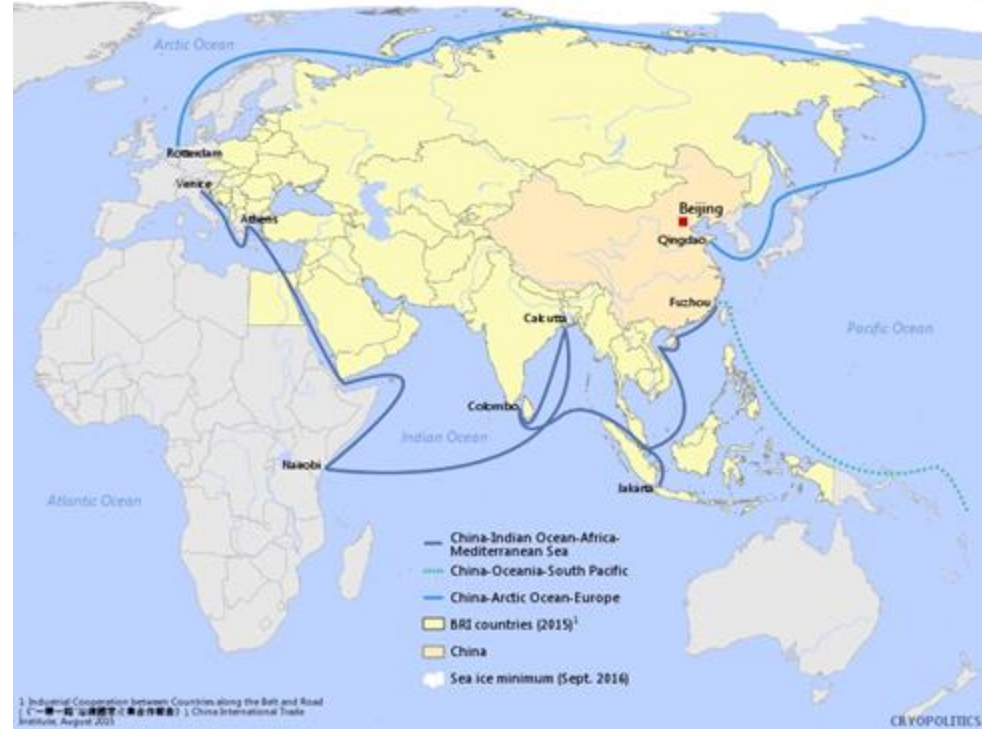 Arctic Ocean
Rotterdam
Venice
Athens
Beijing
Qingdao
Fuzhou
Calcutta
Pacific Ocean
Colombo
Indian Ocean
Nairobi
Jakarta
Atlantic Ocean
China-Indian Ocean-Africa-
Mediterranean Sea
China-Oceania-South Pacific
China-Arctic Ocean-Europe
BRI countries (2015)¹
China
Sea ice minimum (Sept. 2016)
1 Industrial Cooperation between Countries along the Belt and Road
China International Trade
Institute, August 2015
CRYOPOLITICS